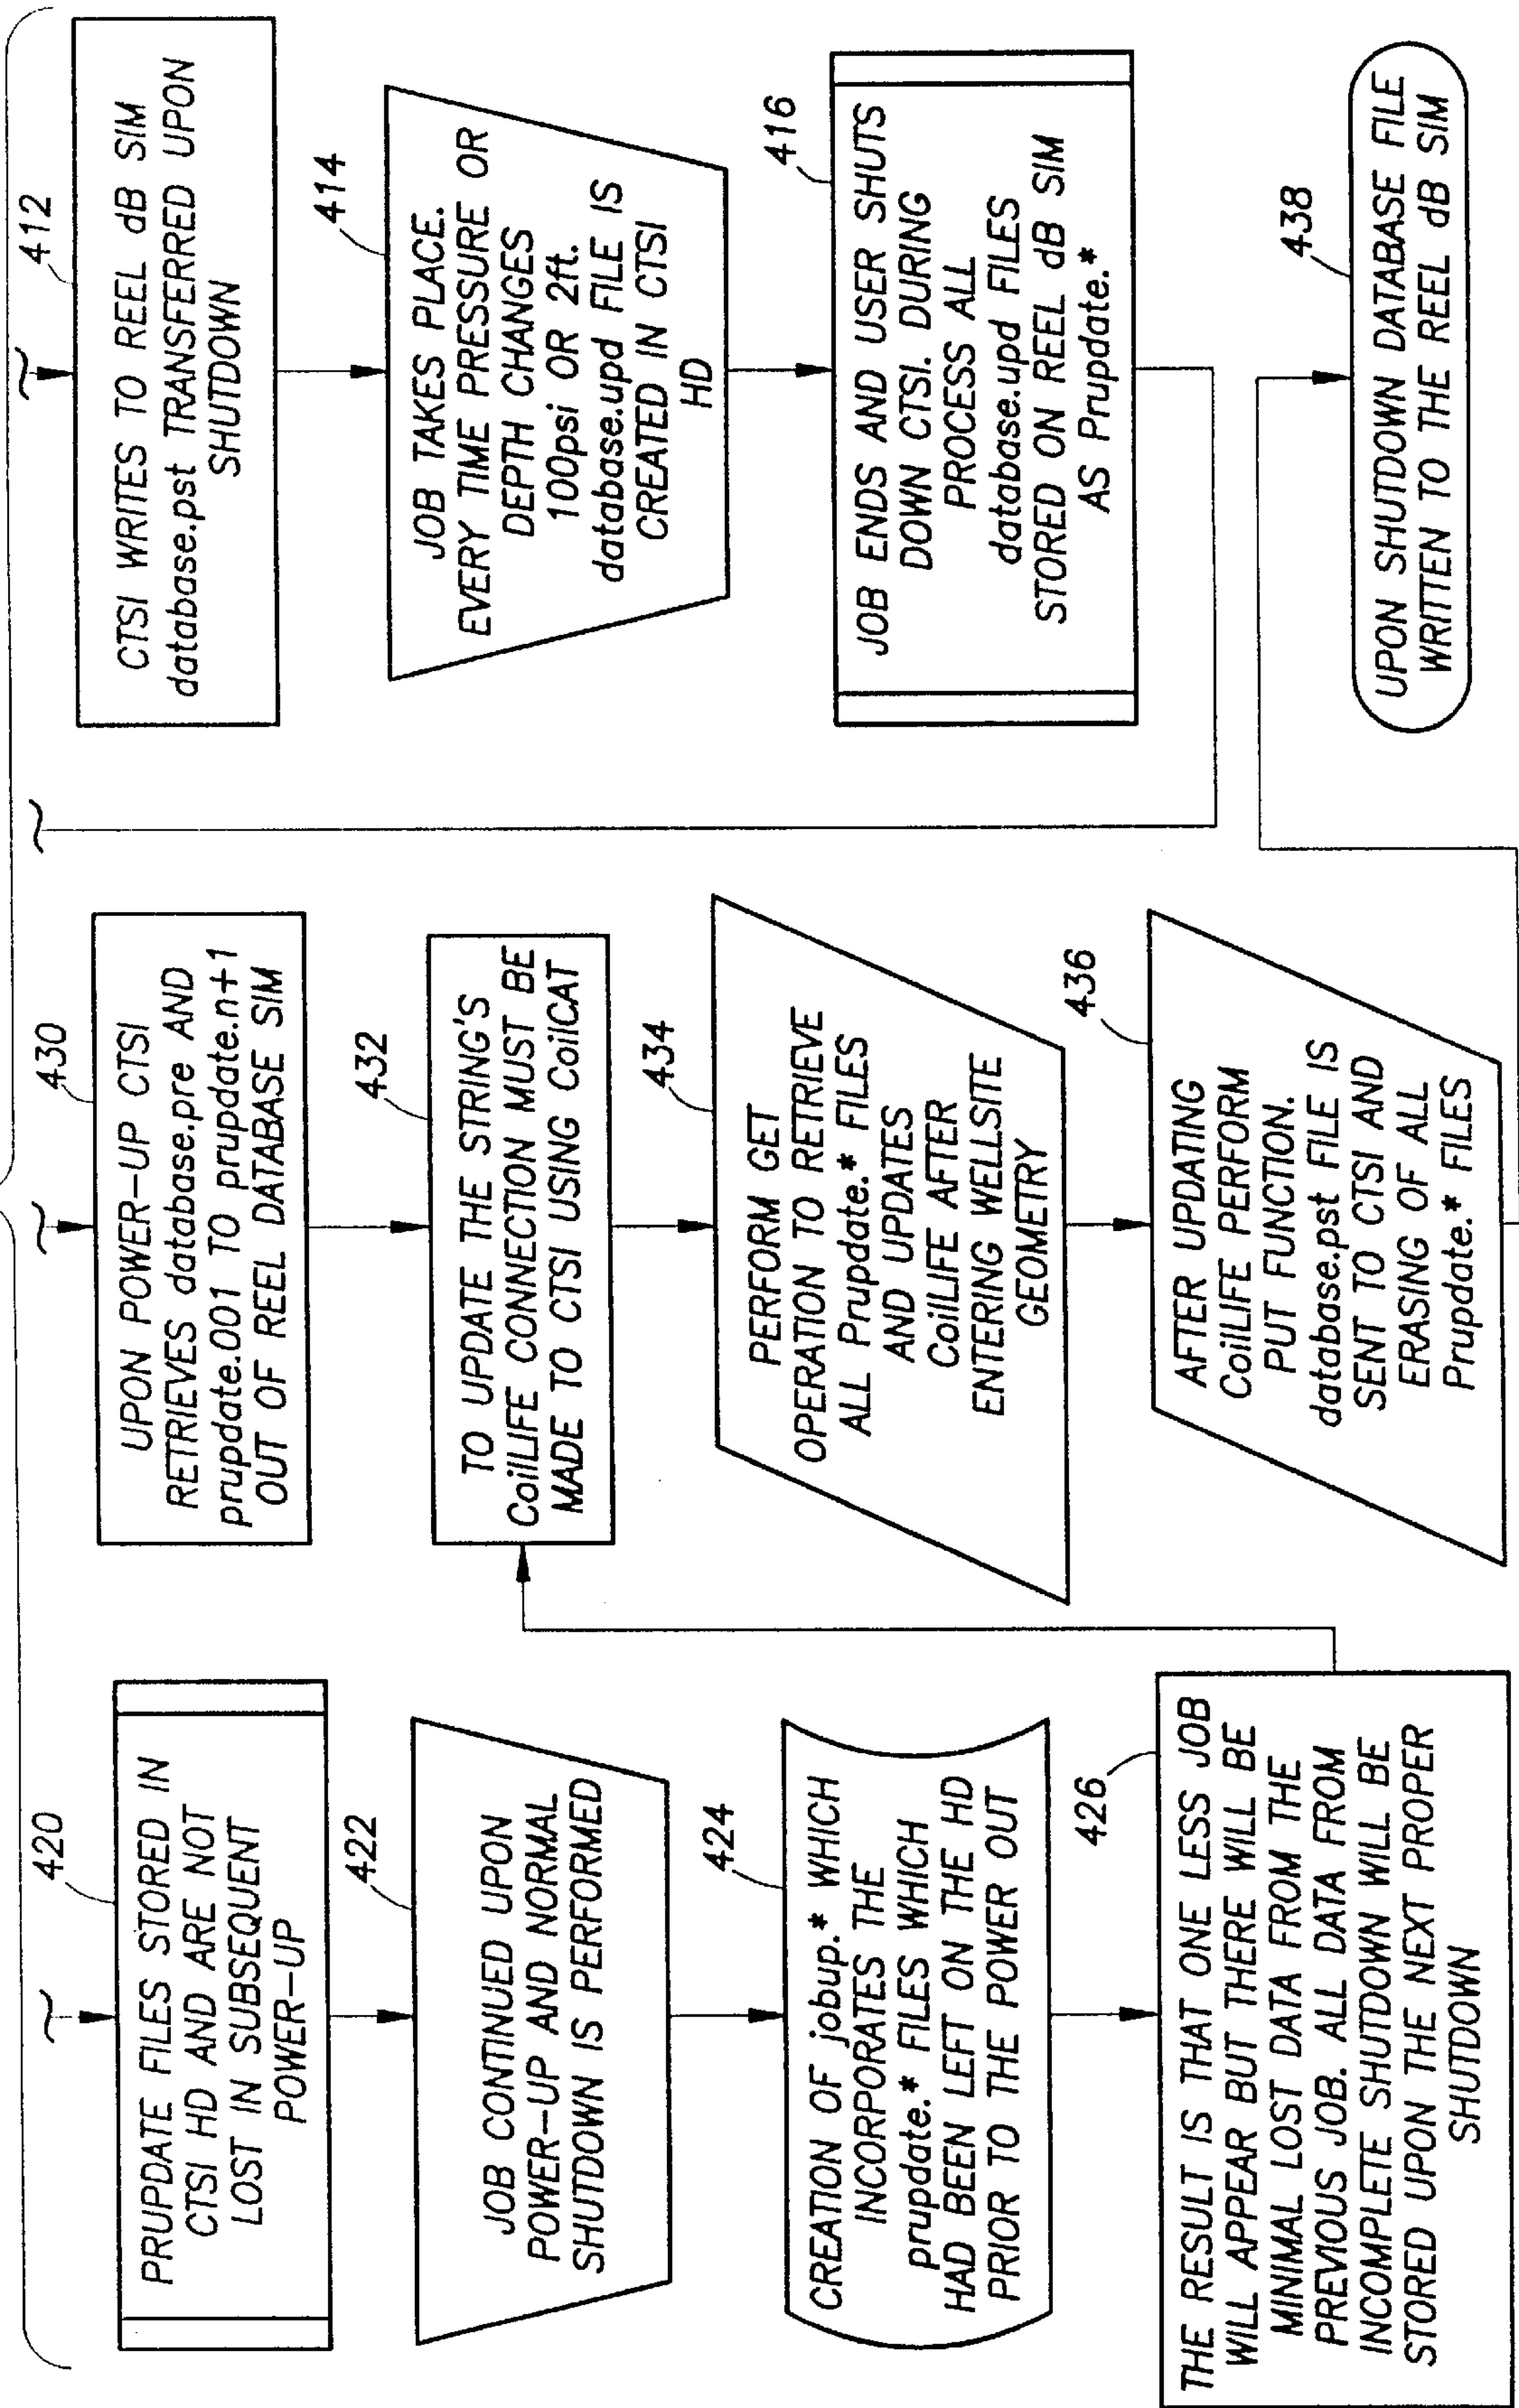 420
PRUPDATE FILES STORED IN
CTSI HD AND ARE NOT
LOST IN SUBSEQUENT
POWER-UP
422
JOB CONTINUED UPON
POWER-UP AND NORMAL
SHUTDOWN IS PERFORMED
424
CREATION OF jobup.* WHICH
INCORPORATES THE
prupdate.* FILES WHICH
HAD BEEN LEFT ON THE HD
PRIOR TO THE POWER OUT
426
THE RESULT IS THAT ONE LESS JOB
WILL APPEAR BUT THERE WILL BE
MINIMAL LOST DATA FROM THE
PREVIOUS JOB. ALL DATA FROM
INCOMPLETE SHUTDOWN WILL BE
STORED UPON THE NEXT PROPER
SHUTDOWN
430
UPON POWER-UP CTSI
RETRIEVES database.pre AND
prupdate.001 TO prupdate.n+1
OUT OF REEL DATABASE SIM
432
TO UPDATE THE STRING'S
CoilLIFE CONNECTION MUST BE
MADE TO CTSI USING CoilCAT
434
PERFORM GET
OPERATION TO RETRIEVE
ALL Prupdate.* FILES
AND UPDATES
CoilLIFE AFTER
ENTERING WELLSITE
GEOMETRY
436
AFTER UPDATING
CoilLIFE PERFORM
PUT FUNCTION.
database.pst FILE IS
SENT TO CTSI AND
ERASING OF ALL
Prupdate.* FILES
412
CTSI WRITES TO REEL dB SIM
database.pst TRANSFERRED UPON
SHUTDOWN
414
JOB TAKES PLACE.
EVERY TIME PRESSURE OR
DEPTH CHANGES
100psi OR 2ft.
database.upd FILE IS
CREATED IN CTSI
HD
416
JOB ENDS AND USER SHUTS
DOWN CTSI. DURING
PROCESS ALL
database.upd FILES
STORED ON REEL dB SIM
AS Prupdate.*
438
UPON SHUTDOWN DATABASE FILE
WRITTEN TO THE REEL dB SIM